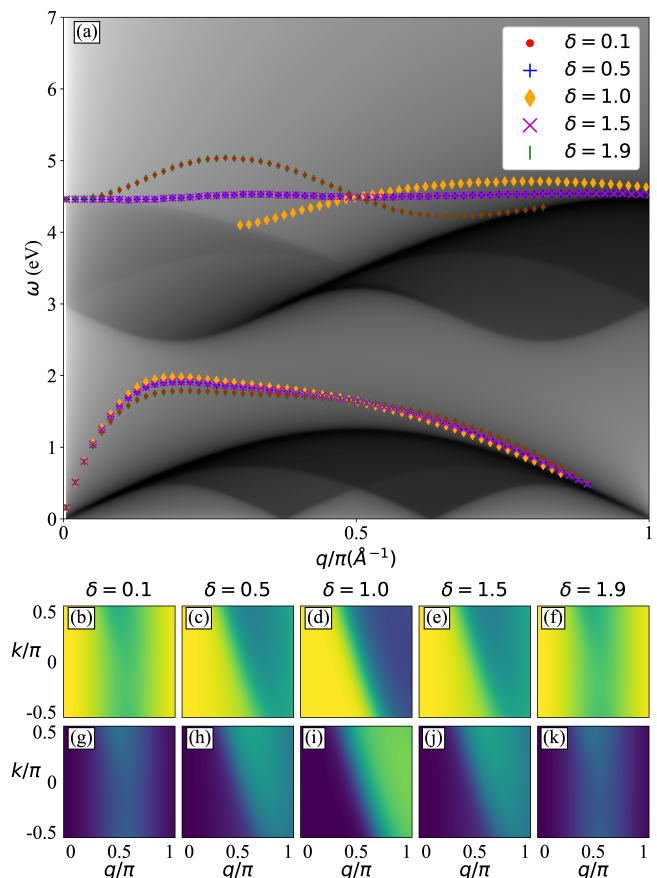 7
(a)
δ = 0.1
δ = 0.5
δ = 1.0
δ = 1.5
δ = 1.9
6
5
4
3
2
1
0
ω (eV)
0
0.5
1
q/π(Å⁻¹)
δ = 0.1 δ = 0.5 δ = 1.0 δ = 1.5 δ = 1.9
0.5 (b) (c) (d) (e) (f)
k/π 0
-0.5
0.5 (g) (h) (i) (j) (k)
k/π 0
-0.5
0 0.5 1 0 0.5 1 0 0.5 1 0 0.5 1 0 0.5 1
q/π q/π q/π q/π q/π